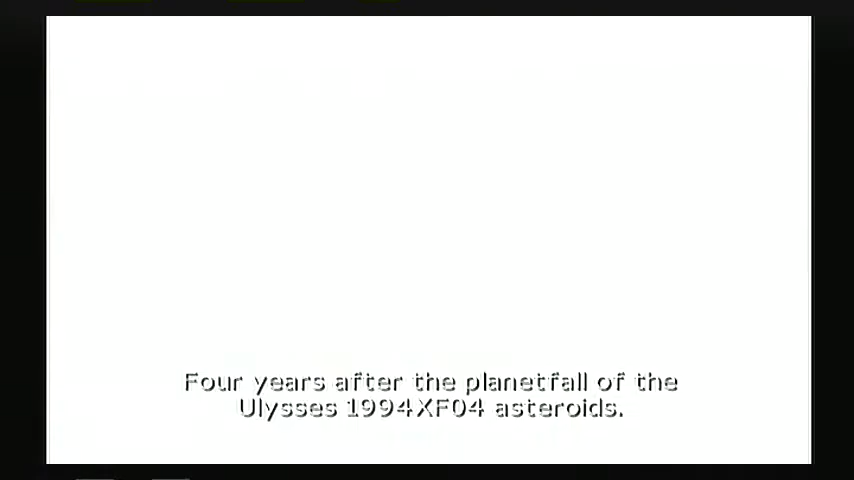 Four years after the planetfall of the
Ulysses 1994XF04 asteroids.